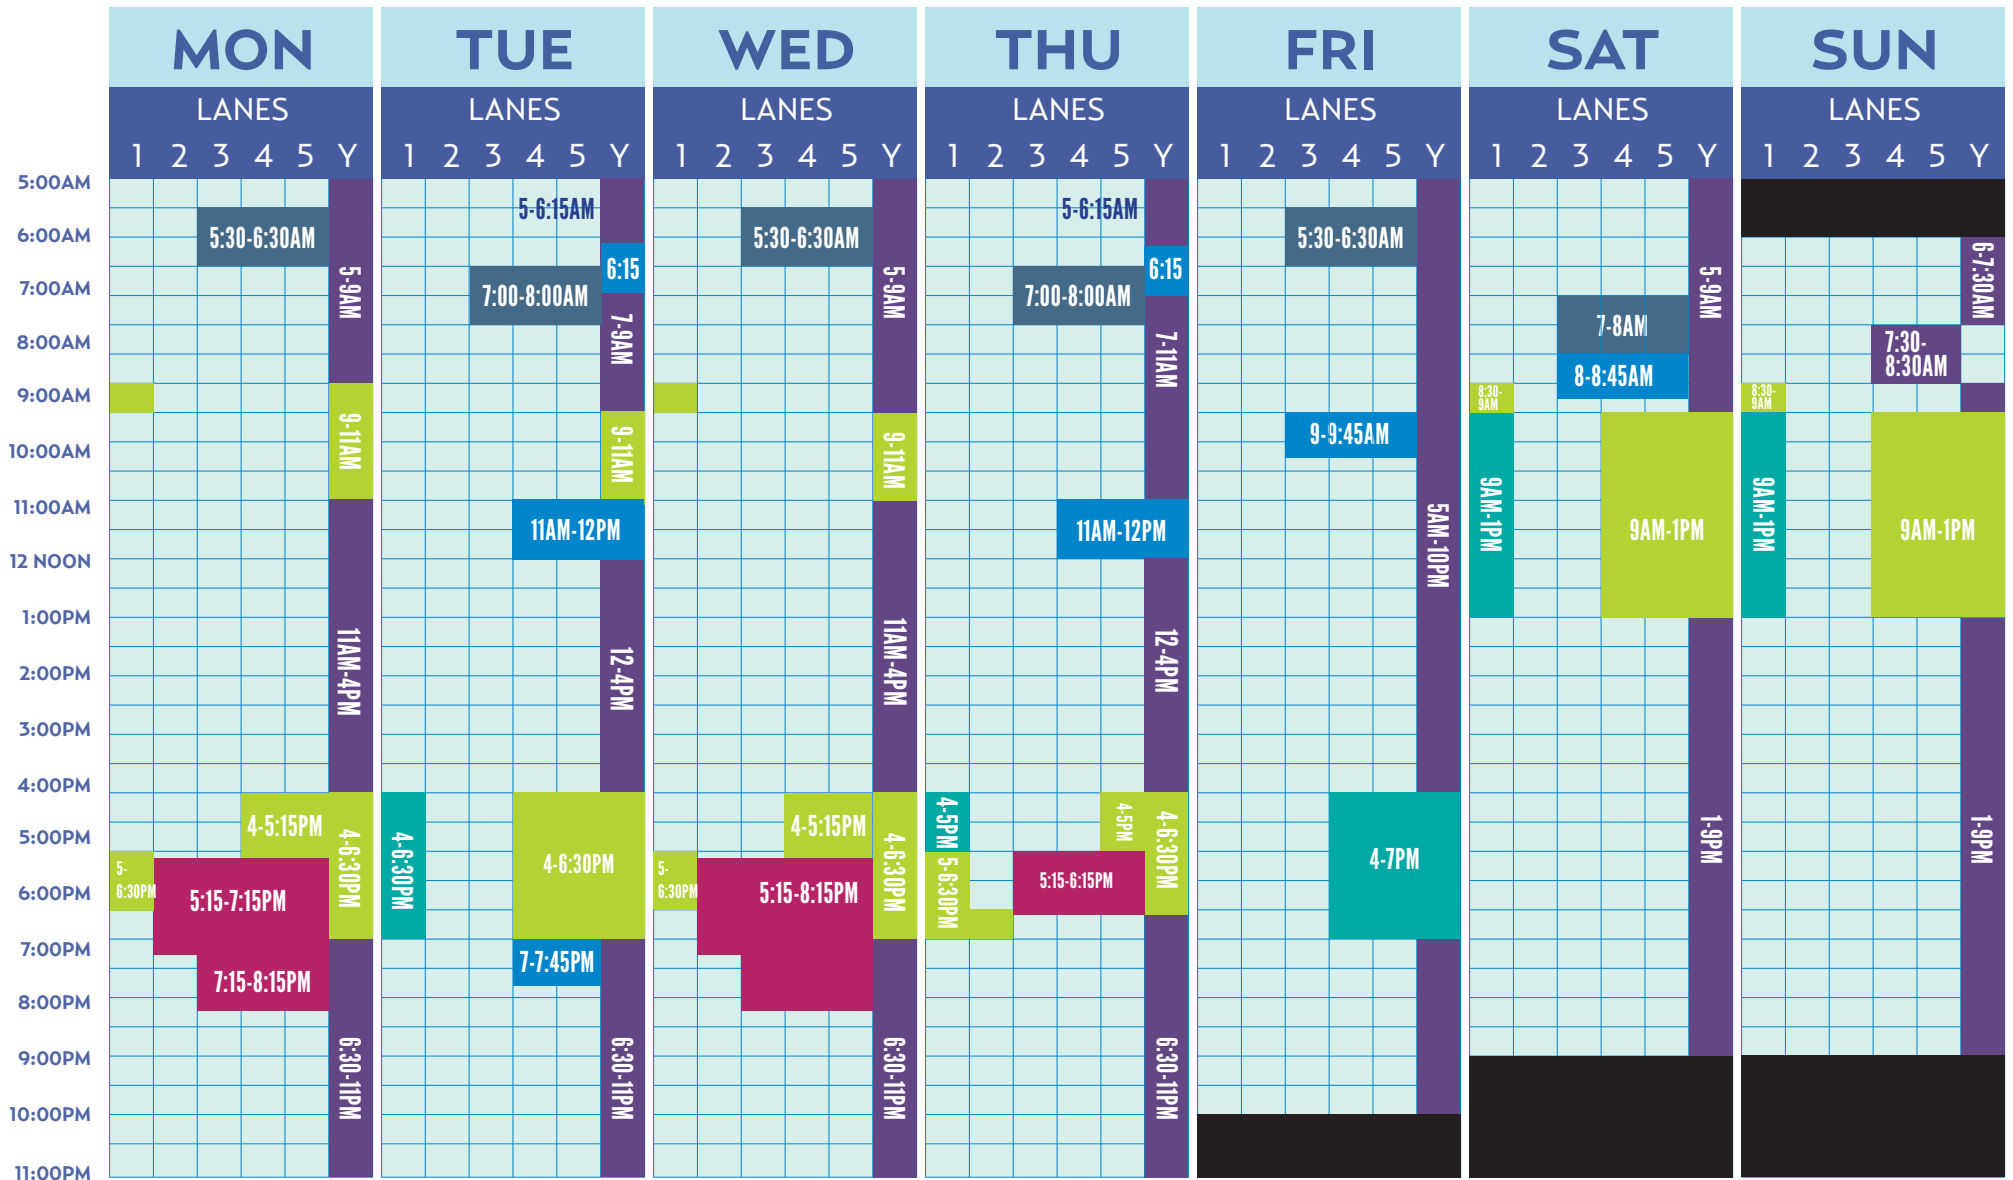 MON
TUE
WED
THU
FRI
SAT
SUN
LANES
LANES
LANES
LANES
LANES
LANES
LANES
1 2 3 4 5 Y
1 2 3 4 5 Y
1 2 3 4 5 Y
1 2 3 4 5 Y
1 2 3 4 5 Y
1 2 3 4 5 Y
1 2 3 4 5 Y
5:00AM
6:00AM
7:00AM
8:00AM
9:00AM
10:00AM
11:00AM
12 NOON
1:00PM
2:00PM
3:00PM
4:00PM
5:00PM
6:00PM
7:00PM
8:00PM
9:00PM
10:00PM
11:00PM
5:30-6:30AM
5-9AM
9-11AM
11AM-4PM
4-5:15PM
4-6:30PM
5-
6:30PM
5:15-7:15PM
7:15-8:15PM
6:30-11PM
5-6:15AM
6:15
7:00-8:00AM
7-9AM
9-11AM
11AM-12PM
12-4PM
4-6:30PM
4-6:30PM
7-7:45PM
6:30-11PM
5:30-6:30AM
5-9AM
9-11AM
11AM-4PM
4-5:15PM
4-6:30PM
5-
6:30PM
5:15-8:15PM
6:30-11PM
5-6:15AM
6:15
7:00-8:00AM
7-11AM
11AM-12PM
12-4PM
4-5PM
4-5PM
4-6:30PM
5-6:30PM
5:15-6:15PM
6:30-11PM
5:30-6:30AM
9-9:45AM
5AM-10PM
4-7PM
5-9AM
7-8AM
8-8:45AM
8:30-
9AM
9AM-1PM
9AM-1PM
1-9PM
6-7:30AM
7:30-
8:30AM
8:30-
9AM
9AM-1PM
9AM-1PM
1-9PM